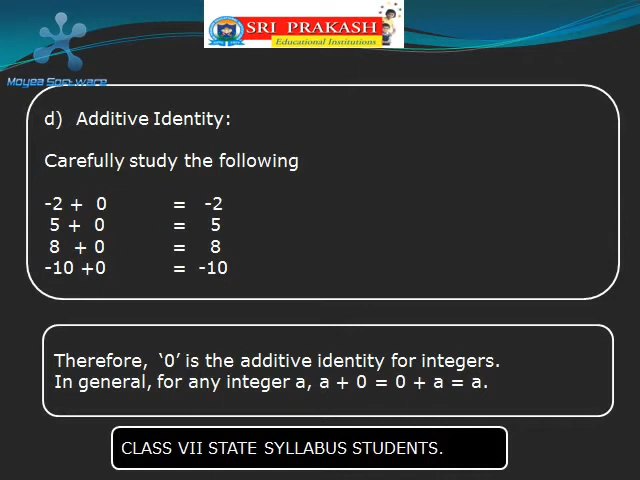 SRI PRAKASH
Educational Institutions
Moyea Software
d) Additive Identity:
Carefully study the following
-2 + 0 = -2
5 + 0 = 5
8 + 0 = 8
-10 +0 = -10
Therefore, ‘0’ is the additive identity for integers.
In general, for any integer a, a + 0 = 0 + a = a.
CLASS VII STATE SYLLABUS STUDENTS.